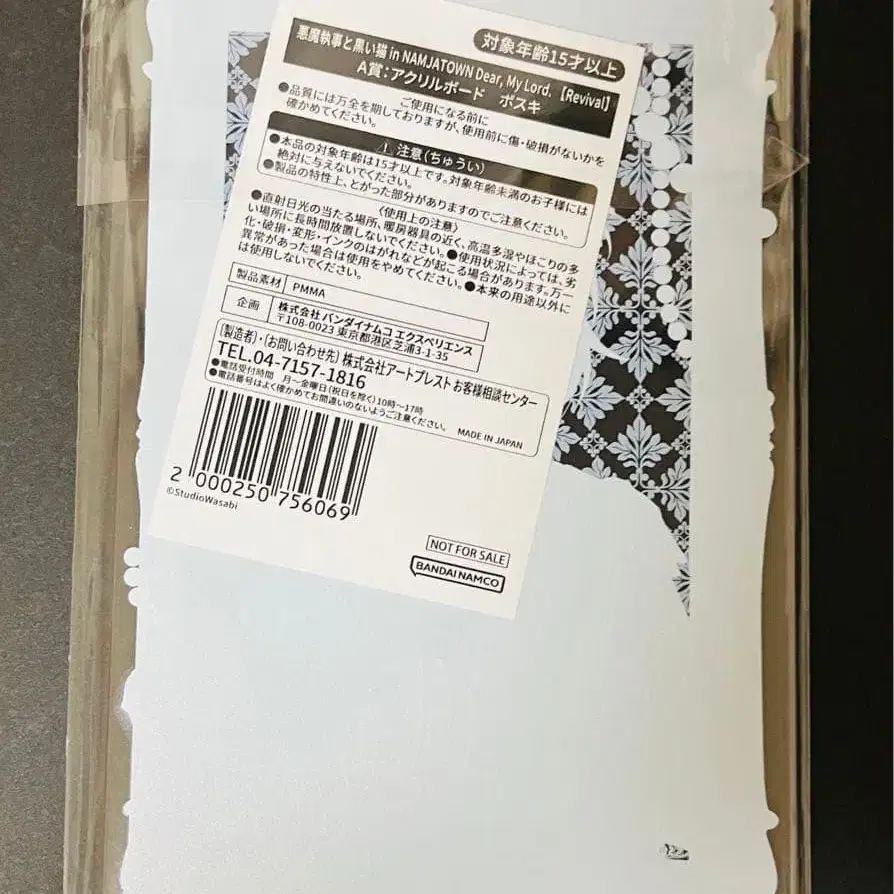 対象年齢15才以上
悪魔執事と黒い猫 in NAMJATOWN Dear, My Lord.【Revival】
A賞:アクリルボード ボスキ
ご使用になる前に
●品質には万全を期しておりますが、使用前に傷・破損がないかを
確かめてください。
⚠ 注意(ちゅうい)
●本品の対象年齢は15才以上です。対象年齢未満のお子様には
絶対に与えないでください。
●製品の特性上、とがった部分がありますのでご注意ください。
〈使用上の注意〉
●直射日光の当たる場所、暖房器具の近く、高温多湿やほこりの多
い場所に長時間放置しないでください。●使用状況によっては、劣
化・破損・変形・インクのはがれなどが起こる場合があります。万一
異常があった場合は使用をやめてください。●本来の用途以外に
は使用しないでください。
製品素材 PMMA
企画 株式会社 バンダイナムコ エクスペリエンス
〒108-0023 東京都港区芝浦3-1-35
(製造者)・(お問い合わせ先) 株式会社アートプレスト お客様相談センター
TEL.04-7157-1816
●電話受付時間 月〜金曜日(祝日を除く)10時〜17時
●電話番号はよく確かめてお間違いのないようご注意ください。
MADE IN JAPAN
2 000250 756069
©StudioWasabi
NOT FOR SALE
BANDAI NAMCO